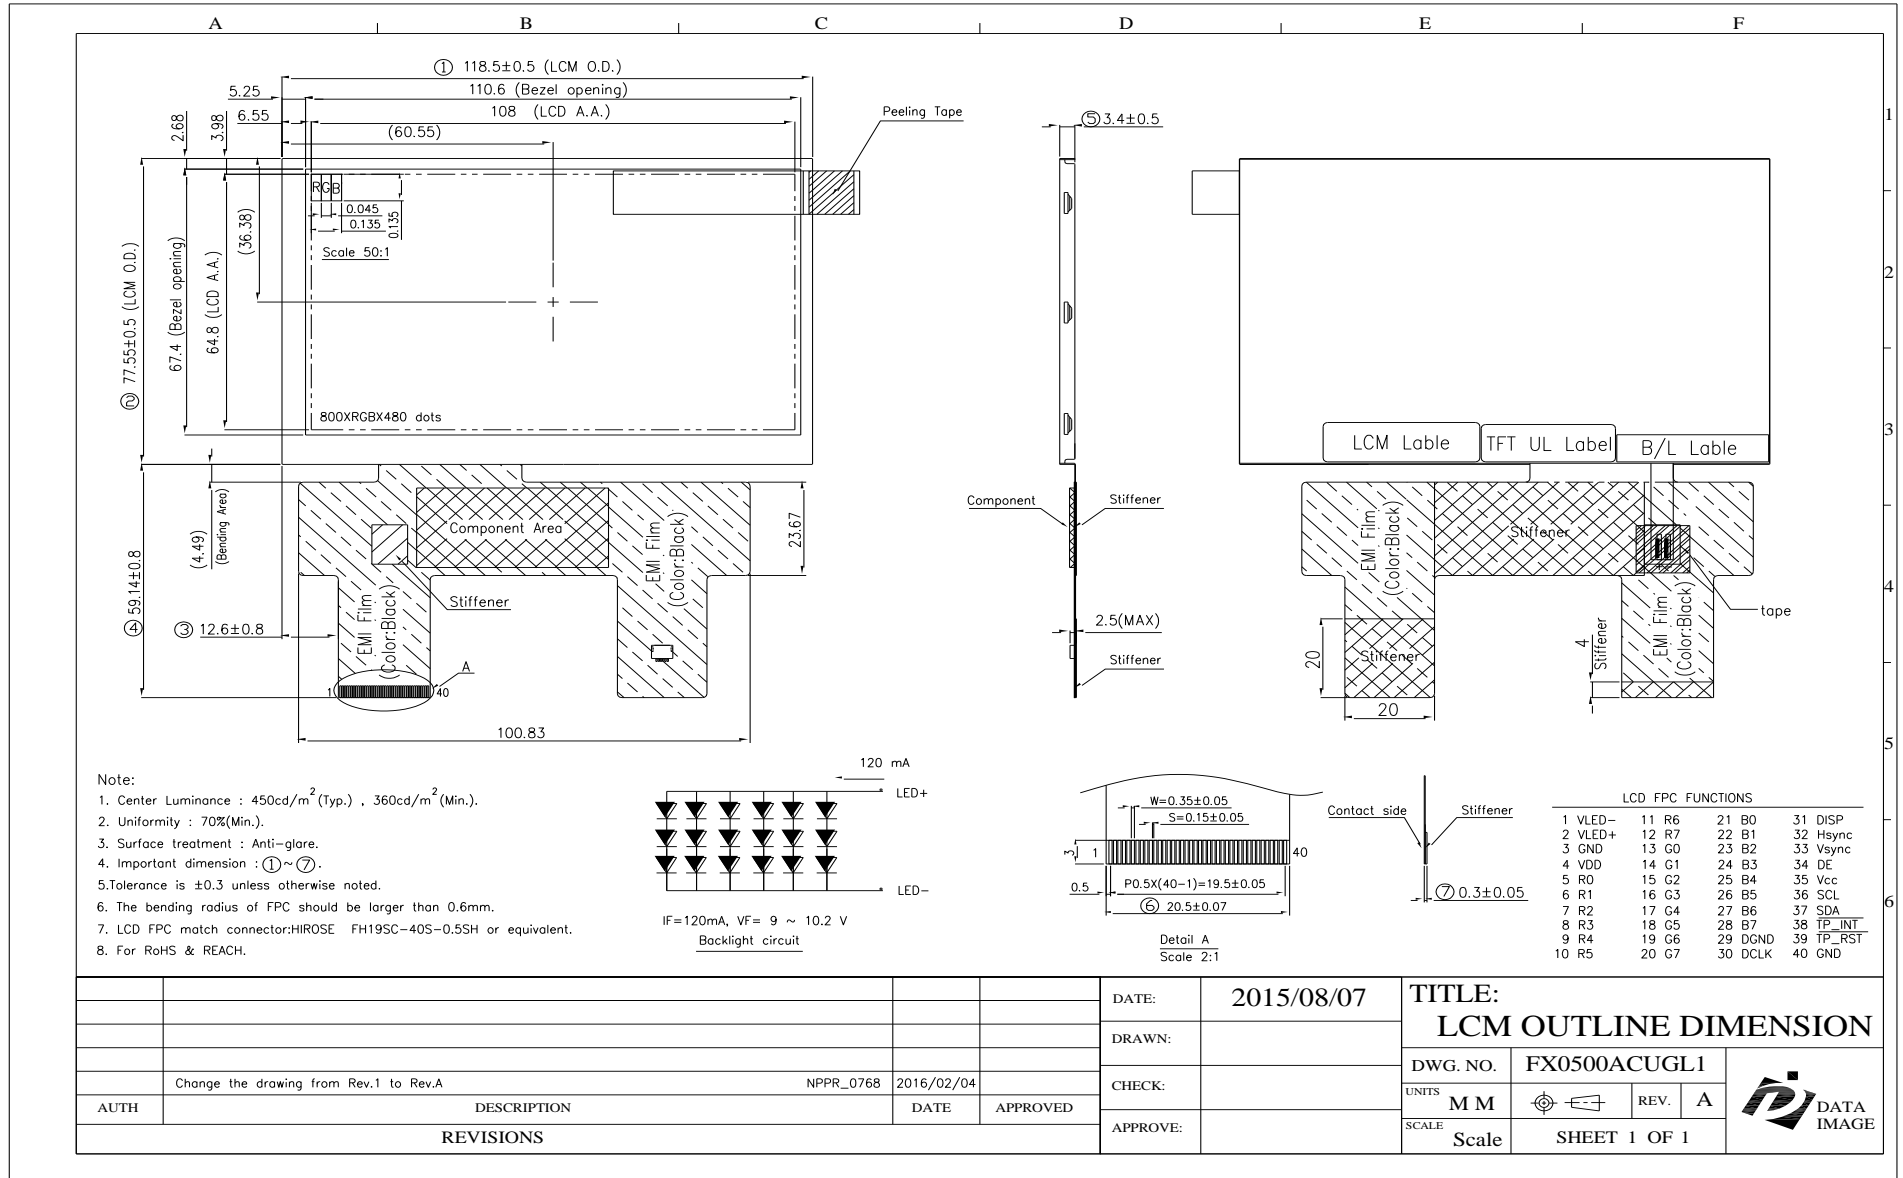 A B C D E F
1
2
3
4
5
6
① 118.5±0.5 (LCM O.D.)
5.25
110.6 (Bezel opening)
6.55
108 (LCD A.A.)
(60.55)
2.68
3.98
Peeling Tape
⑤ 3.4±0.5
② 77.55±0.5 (LCM O.D.)
67.4 (Bezel opening)
64.8 (LCD A.A.)
(36.38)
RGB
0.045
0.135
0.135
Scale 50:1
800XRGBX480 dots
LCM Lable
TFT UL Label
B/L Lable
④ 59.14±0.8
(4.49)
(Bending Area)
③ 12.6±0.8
Component Area
Stiffener
EMI Film
(Color:Black)
EMI Film
(Color:Black)
23.67
1
40
A
100.83
Component
Stiffener
2.5(MAX)
Stiffener
EMI Film
(Color:Black)
Stiffener
EMI Film
(Color:Black)
tape
Stiffener
20
20
4
Stiffener
Note:
1. Center Luminance : 450cd/m²(Typ.) , 360cd/m²(Min.).
2. Uniformity : 70%(Min.).
3. Surface treatment : Anti-glare.
4. Important dimension : ①~⑦.
5.Tolerance is ±0.3 unless otherwise noted.
6. The bending radius of FPC should be larger than 0.6mm.
7. LCD FPC match connector:HIROSE FH19SC-40S-0.5SH or equivalent.
8. For RoHS & REACH.
120 mA
LED+
LED-
IF=120mA, VF= 9 ~ 10.2 V
Backlight circuit
W=0.35±0.05
S=0.15±0.05
3
1
40
0.5
P0.5X(40-1)=19.5±0.05
⑥ 20.5±0.07
Detail A
Scale 2:1
Contact side
Stiffener
⑦ 0.3±0.05
LCD FPC FUNCTIONS
1 VLED- 11 R6 21 B0 31 DISP
2 VLED+ 12 R7 22 B1 32 Hsync
3 GND 13 G0 23 B2 33 Vsync
4 VDD 14 G1 24 B3 34 DE
5 R0 15 G2 25 B4 35 Vcc
6 R1 16 G3 26 B5 36 SCL
7 R2 17 G4 27 B6 37 SDA
8 R3 18 G5 28 B7 38 TP_INT
9 R4 19 G6 29 DGND 39 TP_RST
10 R5 20 G7 30 DCLK 40 GND
Change the drawing from Rev.1 to Rev.A NPPR_0768 2016/02/04
AUTH DESCRIPTION DATE APPROVED
REVISIONS
DATE: 2015/08/07
DRAWN:
CHECK:
APPROVE:
TITLE:
LCM OUTLINE DIMENSION
DWG. NO. FX0500ACUGL1
UNITS M M REV. A
SCALE Scale SHEET 1 OF 1
DATA
IMAGE